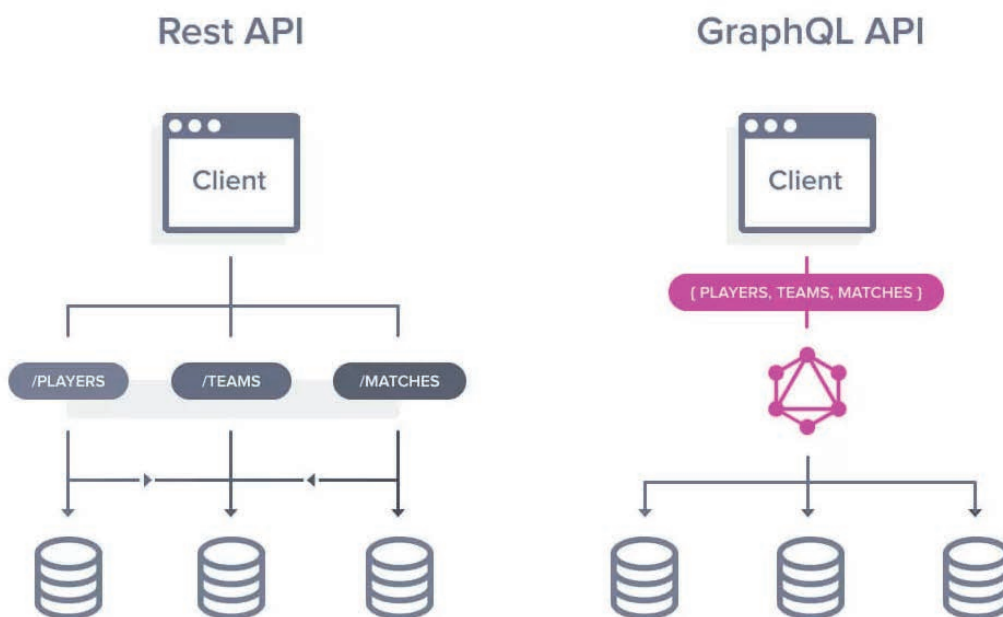 Rest API
GraphQL API
Client
Client
{ PLAYERS, TEAMS, MATCHES }
/PLAYERS
/TEAMS
/MATCHES